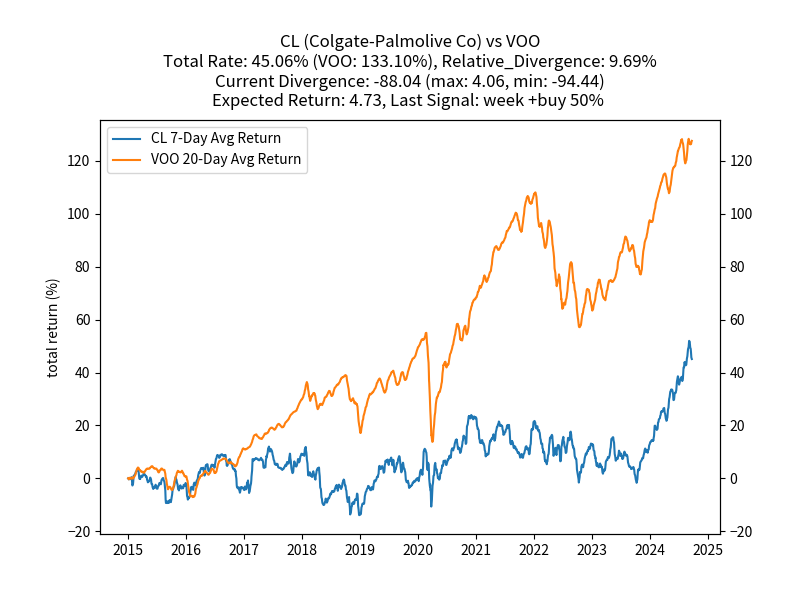 CL (Colgate-Palmolive Co) vs VOO
Total Rate: 45.06% (VOO: 133.10%), Relative_Divergence: 9.69%
Current Divergence: -88.04 (max: 4.06, min: -94.44)
Expected Return: 4.73, Last Signal: week +buy 50%
CL 7-Day Avg Return
VOO 20-Day Avg Return
total return (%)
120 120
100 100
80 80
60 60
40 40
20 20
0 0
−20 −20
2015 2016 2017 2018 2019 2020 2021 2022 2023 2024 2025